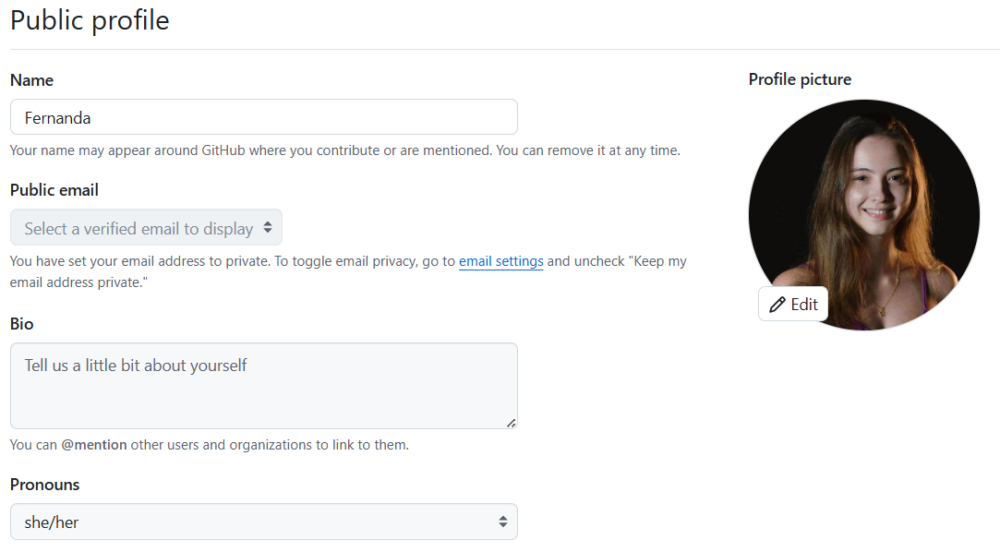 Public profile
Name
Fernanda
Your name may appear around GitHub where you contribute or are mentioned. You can remove it at any time.
Public email
Select a verified email to display
You have set your email address to private. To toggle email privacy, go to email settings and uncheck "Keep my
email address private."
Bio
Tell us a little bit about yourself
You can @mention other users and organizations to link to them.
Pronouns
she/her
Profile picture
Edit